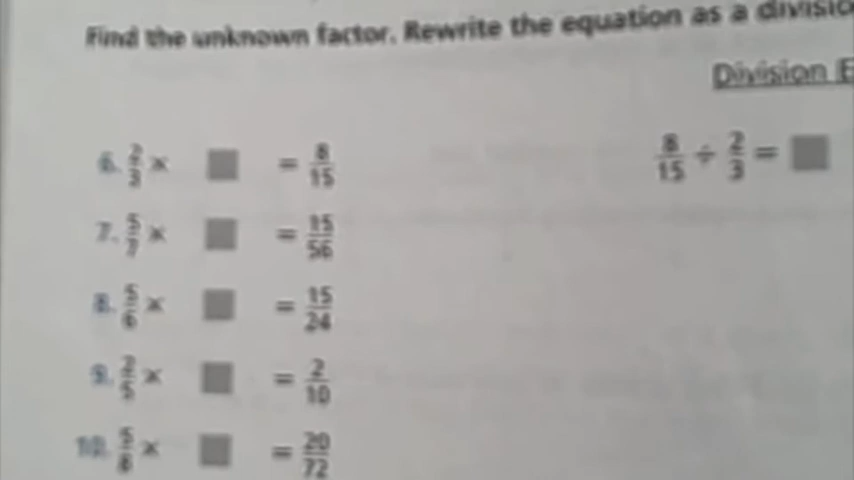 Find the unknown factor. Rewrite the equation as a divisio
Division E
6. 2/3 × ■ = 8/15 8/15 ÷ 2/3 = ■
7. 5/7 × ■ = 15/56
8. 5/6 × ■ = 15/24
9. 2/5 × ■ = 2/10
10. 5/8 × ■ = 20/72